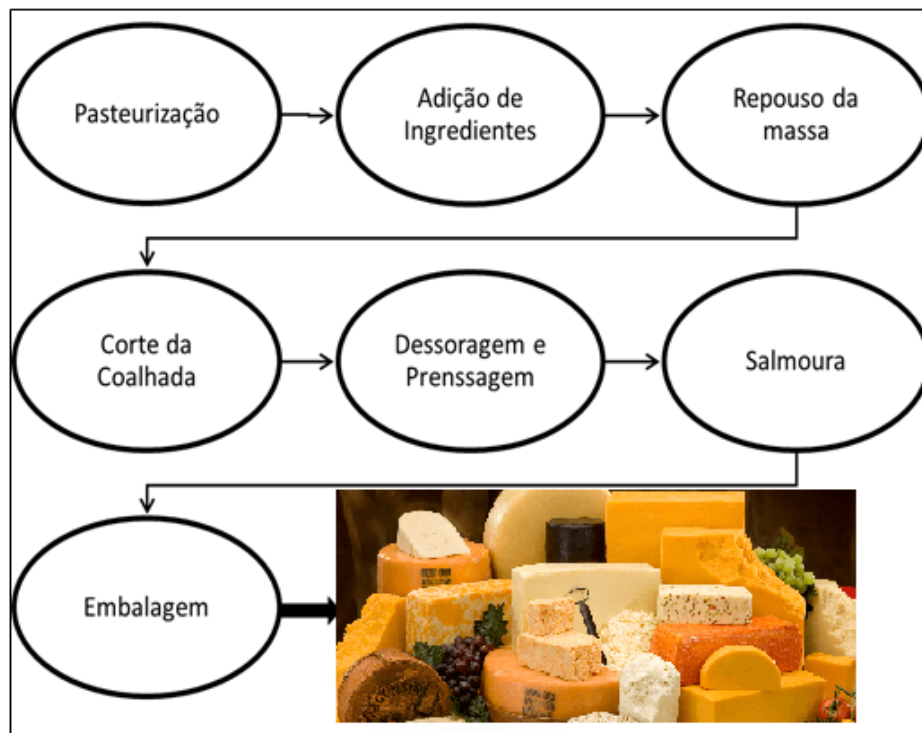 Pasteurização
Adição de
Ingredientes
Repouso da
massa
Corte da
Coalhada
Dessoragem e
Prenssagem
Salmoura
Embalagem